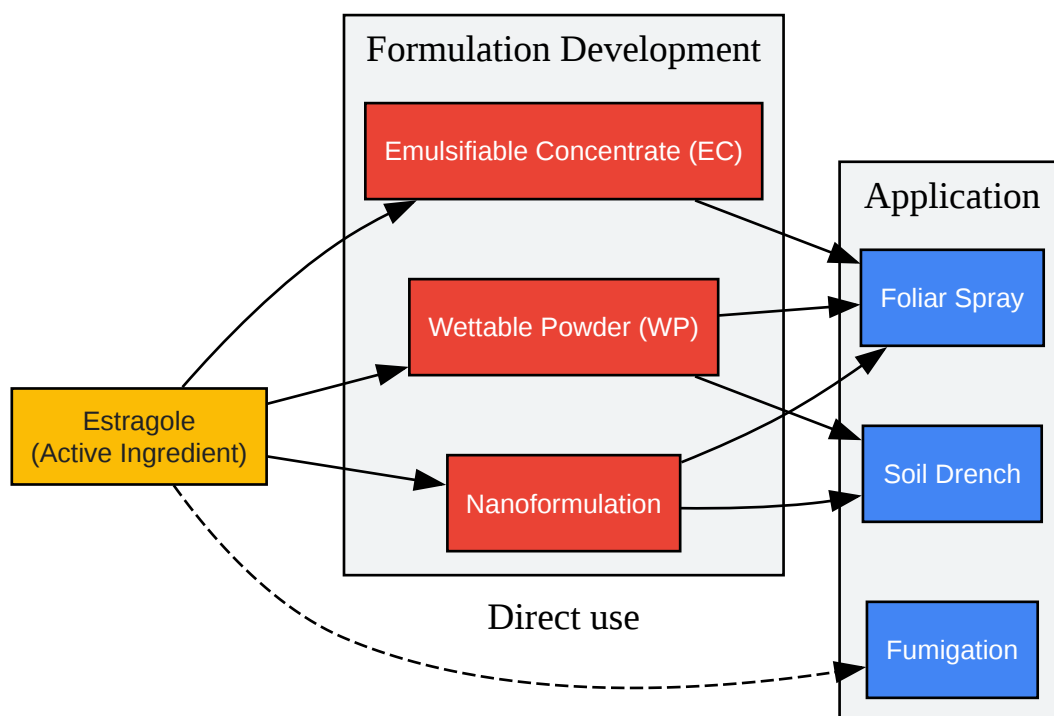 Formulation Development
Emulsifiable Concentrate (EC)
Wettable Powder (WP)
Nanoformulation
Application
Foliar Spray
Soil Drench
Fumigation
Estragole
(Active Ingredient)
Direct use